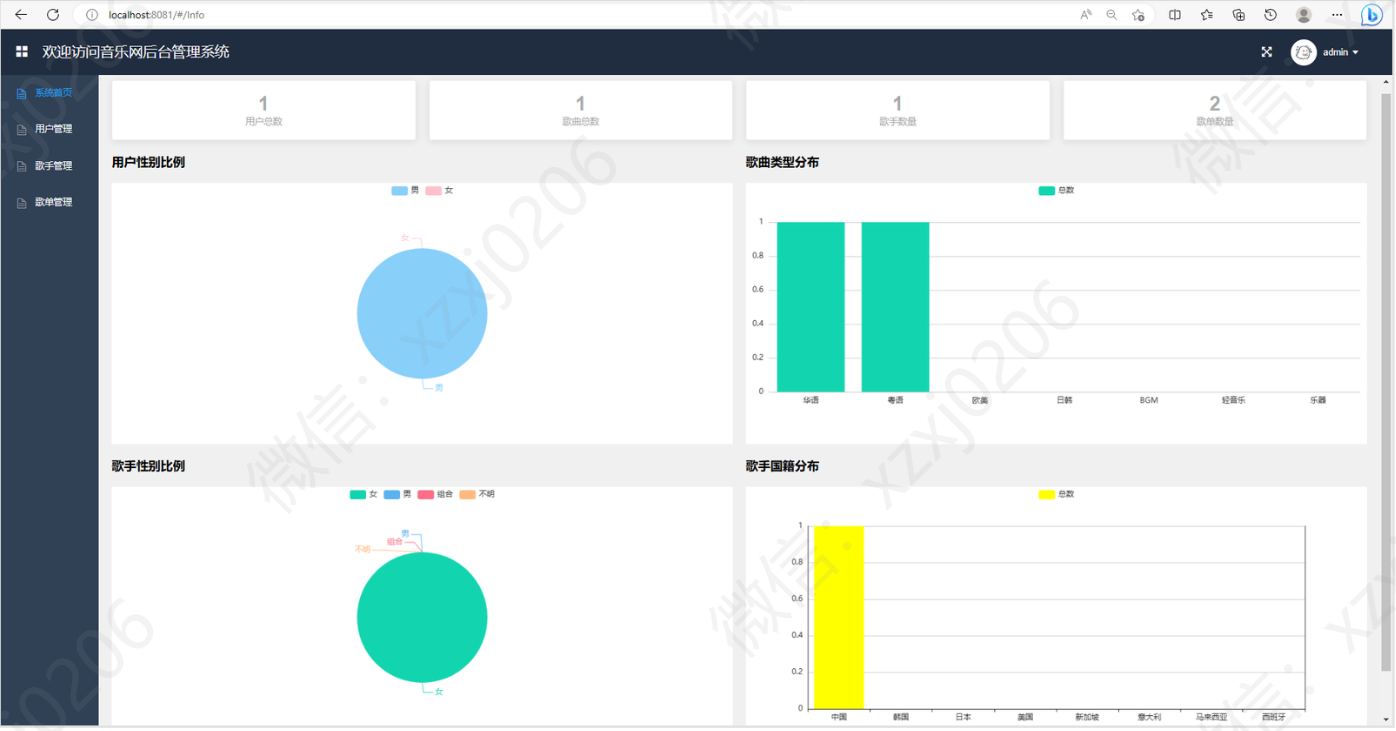 localhost:8081/#/Info
欢迎访问音乐网后台管理系统
admin
系统首页
用户管理
歌手管理
歌单管理
1
用户总数
1
歌曲总数
1
歌手数量
2
歌单数量
用户性别比例
男 女
女
男
歌曲类型分布
总数
1
0.8
0.6
0.4
0.2
0
华语 粤语 欧美 日韩 BGM 轻音乐 乐器
歌手性别比例
女 男 组合 不明
男
组合
不明
女
歌手国籍分布
总数
1
0.8
0.6
0.4
0.2
0
中国 韩国 日本 美国 新加坡 意大利 马来西亚 西班牙
微信：xzxj0206
微信：xzxj0206